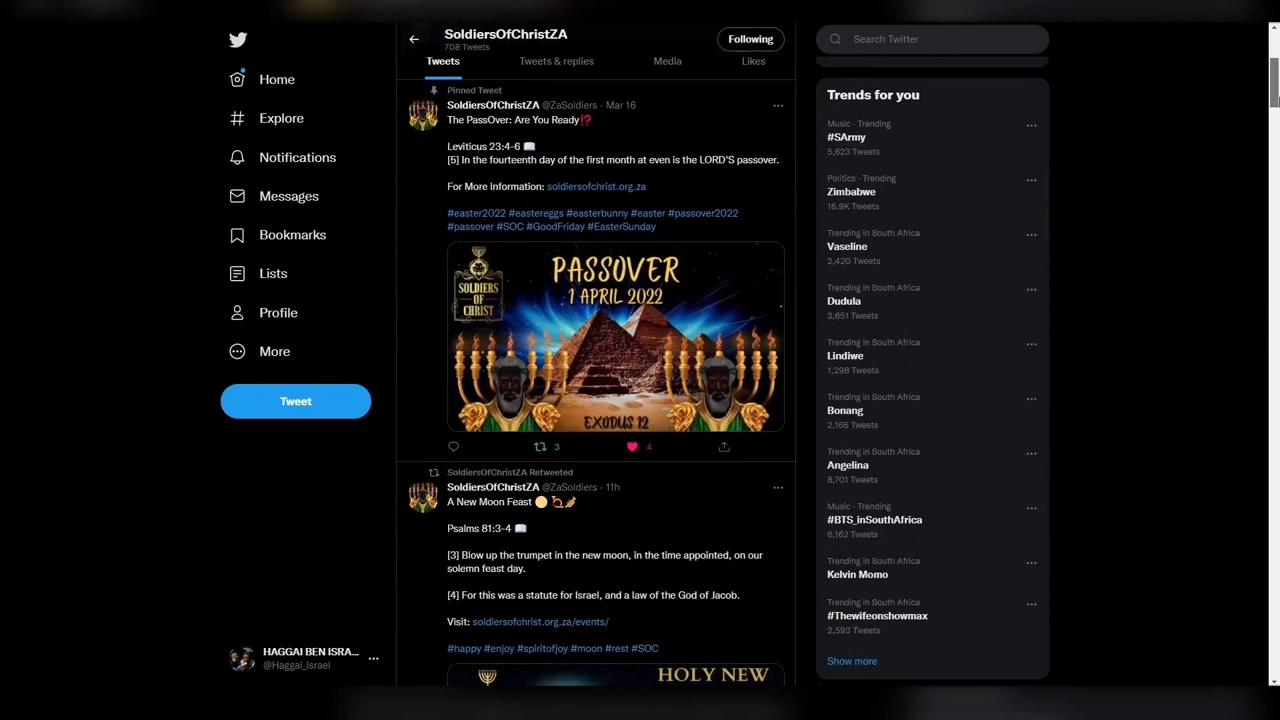 SoldiersOfChristZA
708 Tweets
Following
Tweets
Tweets & replies
Media
Likes
Home
Explore
Notifications
Messages
Bookmarks
Lists
Profile
More
Tweet
HAGGAI BEN ISRA...
@Haggai_Israel
Pinned Tweet
SoldiersOfChristZA @ZaSoldiers · Mar 16
The PassOver: Are You Ready⁉
Leviticus 23:4-6 📖
[5] In the fourteenth day of the first month at even is the LORD'S passover.
For More Information: soldiersofchrist.org.za
#easter2022 #eastereggs #easterbunny #easter #passover2022
#passover #SOC #GoodFriday #EasterSunday
SOLDIERS
OF
CHRIST
PASSOVER
1 APRIL 2022
EXODUS 12
3
4
SoldiersOfChristZA Retweeted
SoldiersOfChristZA @ZaSoldiers · 11h
A New Moon Feast
Psalms 81:3-4 📖
[3] Blow up the trumpet in the new moon, in the time appointed, on our
solemn feast day.
[4] For this was a statute for Israel, and a law of the God of Jacob.
Visit: soldiersofchrist.org.za/events/
#happy #enjoy #spiritofjoy #moon #rest #SOC
HOLY NEW
Search Twitter
Trends for you
Music · Trending
#SArmy
5,623 Tweets
Politics · Trending
Zimbabwe
16.9K Tweets
Trending in South Africa
Vaseline
2,420 Tweets
Trending in South Africa
Dudula
3,651 Tweets
Trending in South Africa
Lindiwe
1,298 Tweets
Trending in South Africa
Bonang
2,166 Tweets
Trending in South Africa
Angelina
8,701 Tweets
Music · Trending
#BTS_inSouthAfrica
6,162 Tweets
Trending in South Africa
Kelvin Momo
Trending in South Africa
#Thewifeonshowmax
2,593 Tweets
Show more